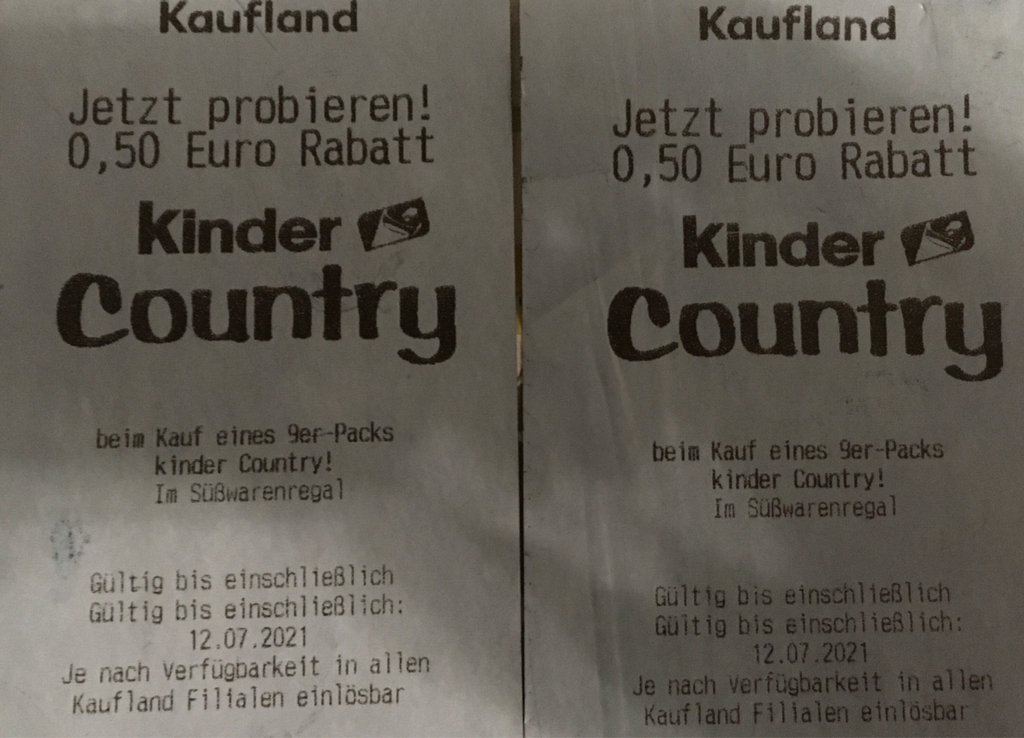 Kaufland
Jetzt probieren!
0,50 Euro Rabatt
kinder
Country
beim Kauf eines 9er-Packs
kinder Country!
Im Süßwarenregal
Gültig bis einschließlich
Gültig bis einschließlich:
12.07.2021
Je nach Verfügbarkeit in allen
Kaufland Filialen einlösbar
Kaufland
Jetzt probieren!
0,50 Euro Rabatt
kinder
Country
beim Kauf eines 9er-Packs
kinder Country!
Im Süßwarenregal
Gültig bis einschließlich
Gültig bis einschließlich:
12.07.2021
Je nach Verfügbarkeit in allen
Kaufland Filialen einlösbar